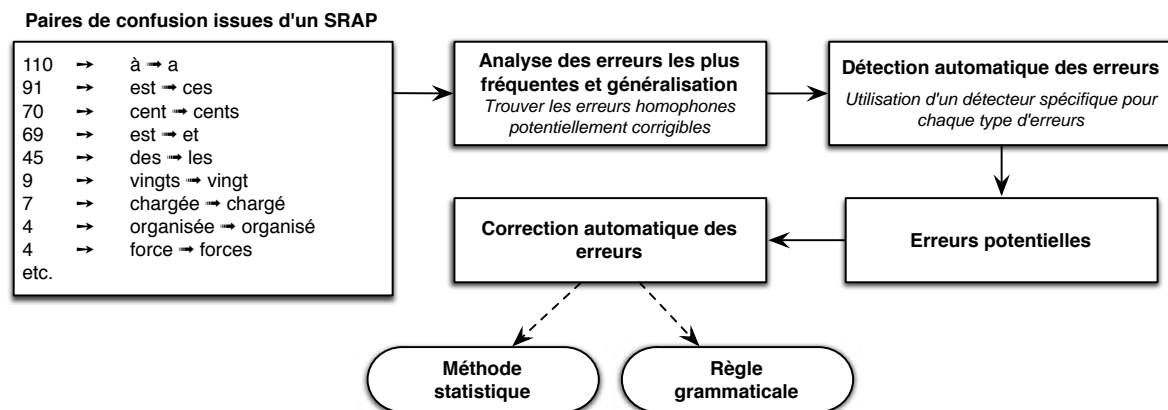 Paires de confusion issues d'un SRAP
110 ➙ à ➟ a
91 ➙ est ➟ ces
70 ➙ cent ➟ cents
69 ➙ est ➟ et
45 ➙ des ➟ les
9 ➙ vingts ➟ vingt
7 ➙ chargée ➟ chargé
4 ➙ organisée ➟ organisé
4 ➙ force ➟ forces
etc.
Analyse des erreurs les plus
fréquentes et généralisation
Trouver les erreurs homophones
potentiellement corrigibles
Détection automatique des erreurs
Utilisation d'un détecteur spécifique pour
chaque type d'erreurs
Erreurs potentielles
Correction automatique des
erreurs
Méthode
statistique
Règle
grammaticale